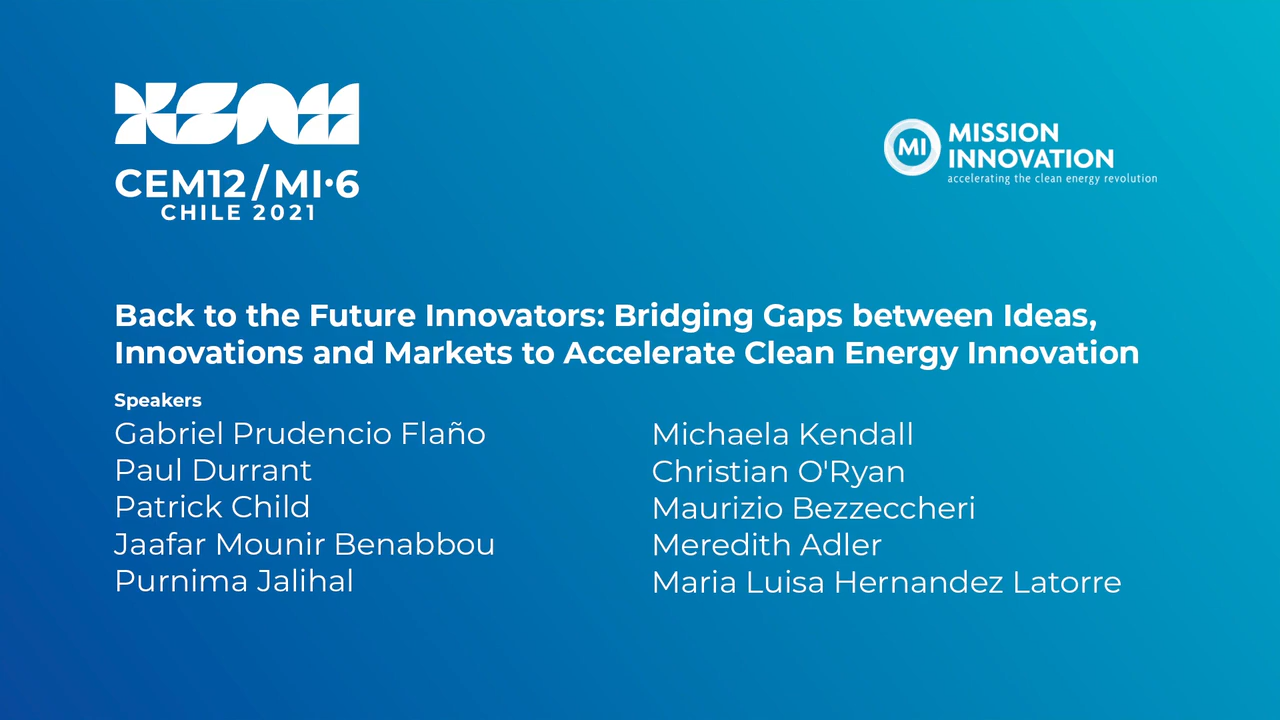 CEM12/MI·6
CHILE 2021
MI
MISSION
INNOVATION
accelerating the clean energy revolution
Back to the Future Innovators: Bridging Gaps between Ideas,
Innovations and Markets to Accelerate Clean Energy Innovation
Speakers
Gabriel Prudencio Flaño
Paul Durrant
Patrick Child
Jaafar Mounir Benabbou
Purnima Jalihal
Michaela Kendall
Christian O'Ryan
Maurizio Bezzeccheri
Meredith Adler
Maria Luisa Hernandez Latorre